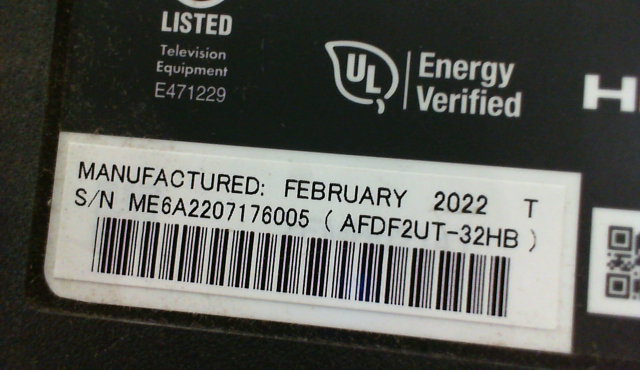 LISTED
Television
Equipment
E471229
UL
Energy
Verified
H
MANUFACTURED: FEBRUARY 2022 T
S/N ME6A2207176005 ( AFDF2UT-32HB )